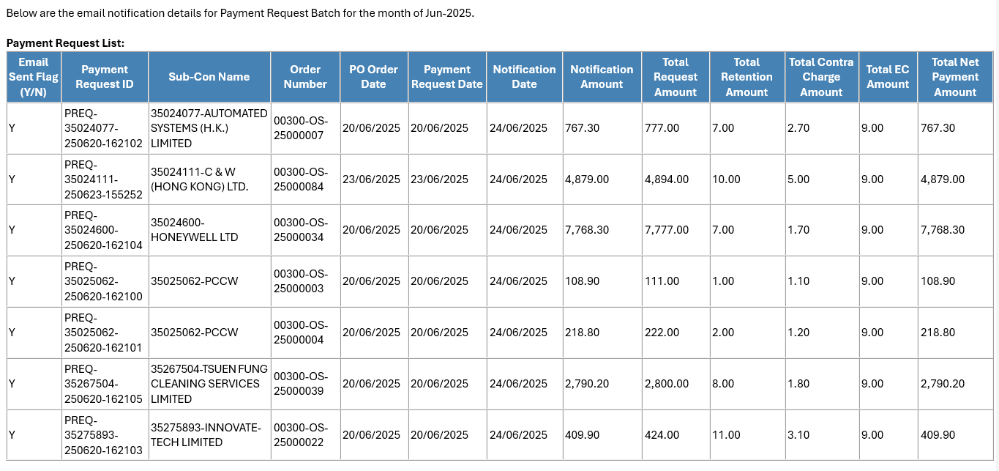 Below are the email notification details for Payment Request Batch for the month of Jun-2025.
Payment Request List:
Email Sent Flag (Y/N) Payment Request ID Sub-Con Name Order Number PO Order Date Payment Request Date Notification Date Notification Amount Total Request Amount Total Retention Amount Total Contra Charge Amount Total EC Amount Total Net Payment Amount
Y PREQ-35024077-250620-162102 35024077-AUTOMATED SYSTEMS (H.K.) LIMITED 00300-OS-25000007 20/06/2025 20/06/2025 24/06/2025 767.30 777.00 7.00 2.70 9.00 767.30
Y PREQ-35024111-250623-155252 35024111-C & W (HONG KONG) LTD. 00300-OS-25000084 23/06/2025 23/06/2025 24/06/2025 4,879.00 4,894.00 10.00 5.00 9.00 4,879.00
Y PREQ-35024600-250620-162104 35024600-HONEYWELL LTD 00300-OS-25000034 20/06/2025 20/06/2025 24/06/2025 7,768.30 7,777.00 7.00 1.70 9.00 7,768.30
Y PREQ-35025062-250620-162100 35025062-PCCW 00300-OS-25000003 20/06/2025 20/06/2025 24/06/2025 108.90 111.00 1.00 1.10 9.00 108.90
Y PREQ-35025062-250620-162101 35025062-PCCW 00300-OS-25000004 20/06/2025 20/06/2025 24/06/2025 218.80 222.00 2.00 1.20 9.00 218.80
Y PREQ-35267504-250620-162105 35267504-TSUEN FUNG CLEANING SERVICES LIMITED 00300-OS-25000039 20/06/2025 20/06/2025 24/06/2025 2,790.20 2,800.00 8.00 1.80 9.00 2,790.20
Y PREQ-35275893-250620-162103 35275893-INNOVATE-TECH LIMITED 00300-OS-25000022 20/06/2025 20/06/2025 24/06/2025 409.90 424.00 11.00 3.10 9.00 409.90